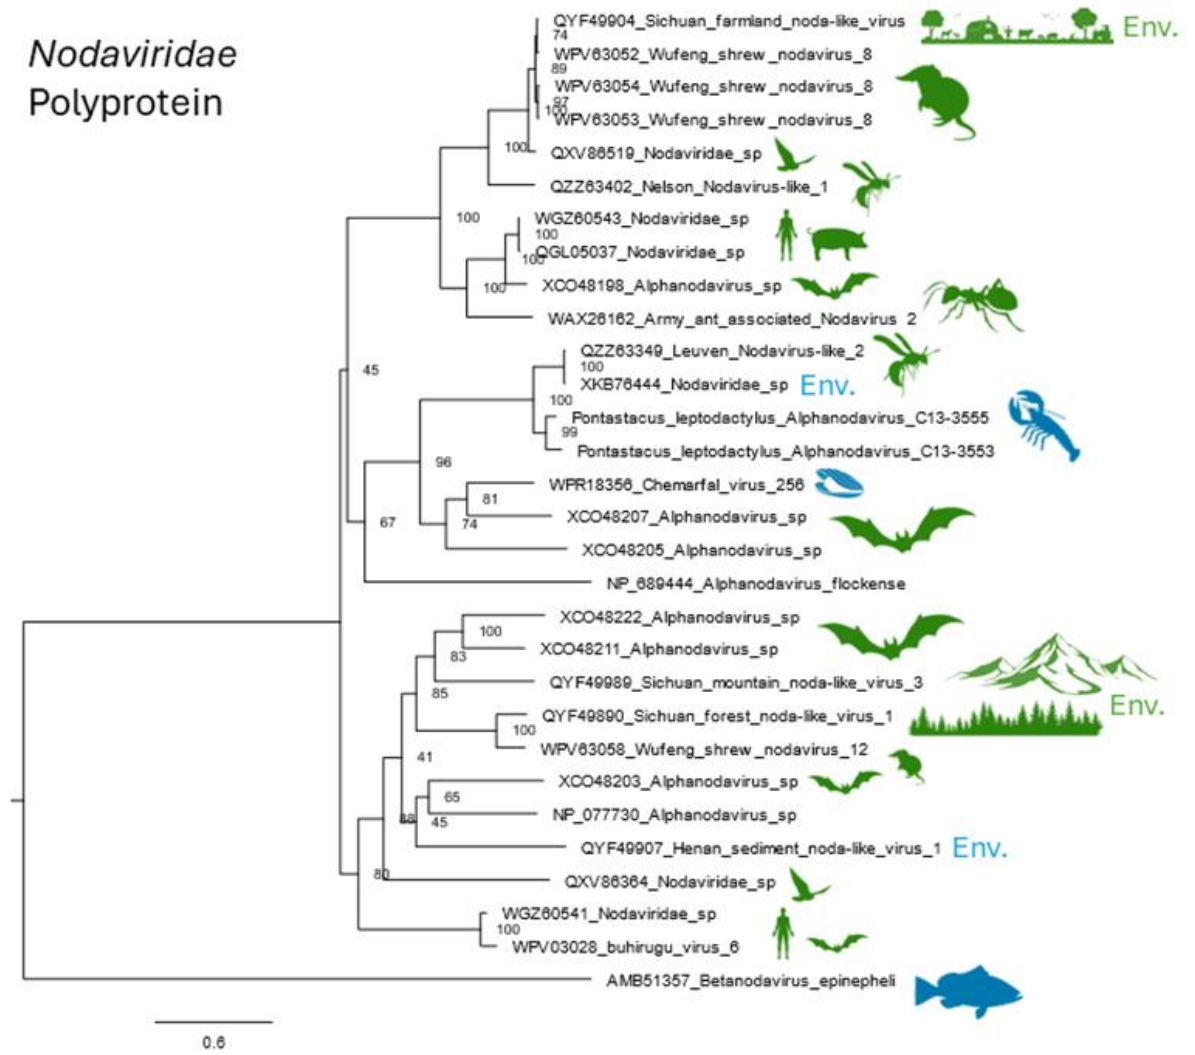 Nodaviridae
Polyprotein
QYF49904_Sichuan_farmland_noda-like_virus
Env.
74
WPV63052_Wufeng_shrew_nodavirus_8
89
WPV63054_Wufeng_shrew_nodavirus_8
97
100
WPV63053_Wufeng_shrew_nodavirus_8
100
QXV86519_Nodaviridae_sp
QZZ63402_Nelson_Nodavirus-like_1
100
WGZ60543_Nodaviridae_sp
100
QGL05037_Nodaviridae_sp
100
100
XCO48198_Alphanodavirus_sp
WAX26162_Army_ant_associated_Nodavirus_2
QZZ63349_Leuven_Nodavirus-like_2
45
100
XKB76444_Nodaviridae_sp
Env.
100
Pontastacus_leptodactylus_Alphanodavirus_C13-3555
99
Pontastacus_leptodactylus_Alphanodavirus_C13-3553
96
WPR18356_Chemarfal_virus_256
81
67
74
XCO48207_Alphanodavirus_sp
XCO48205_Alphanodavirus_sp
NP_689444_Alphanodavirus_flockense
XCO48222_Alphanodavirus_sp
100
XCO48211_Alphanodavirus_sp
83
QYF49989_Sichuan_mountain_noda-like_virus_3
85
Env.
QYF49890_Sichuan_forest_noda-like_virus_1
100
WPV63058_Wufeng_shrew_nodavirus_12
41
XCO48203_Alphanodavirus_sp
65
NP_077730_Alphanodavirus_sp
45
QYF49907_Henan_sediment_noda-like_virus_1
Env.
80
QXV86364_Nodaviridae_sp
WGZ60541_Nodaviridae_sp
100
WPV03028_buhirugu_virus_6
AMB51357_Betanodavirus_epinepheli
0.6